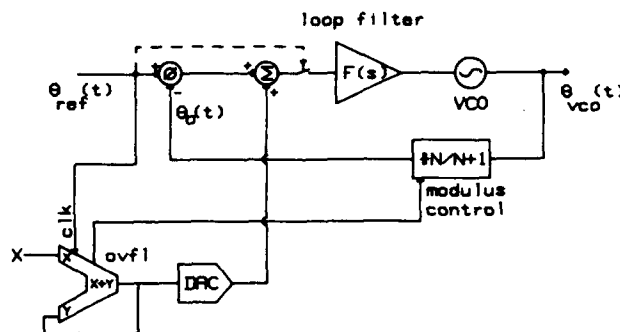 loop filter
θref(t)
+
Ø
-
θD(t)
+
Σ
+
F(s)
VCO
θvco(t)
÷N/N+1
modulus
control
clk
X
X
ovfl
X+Y
Y
DAC